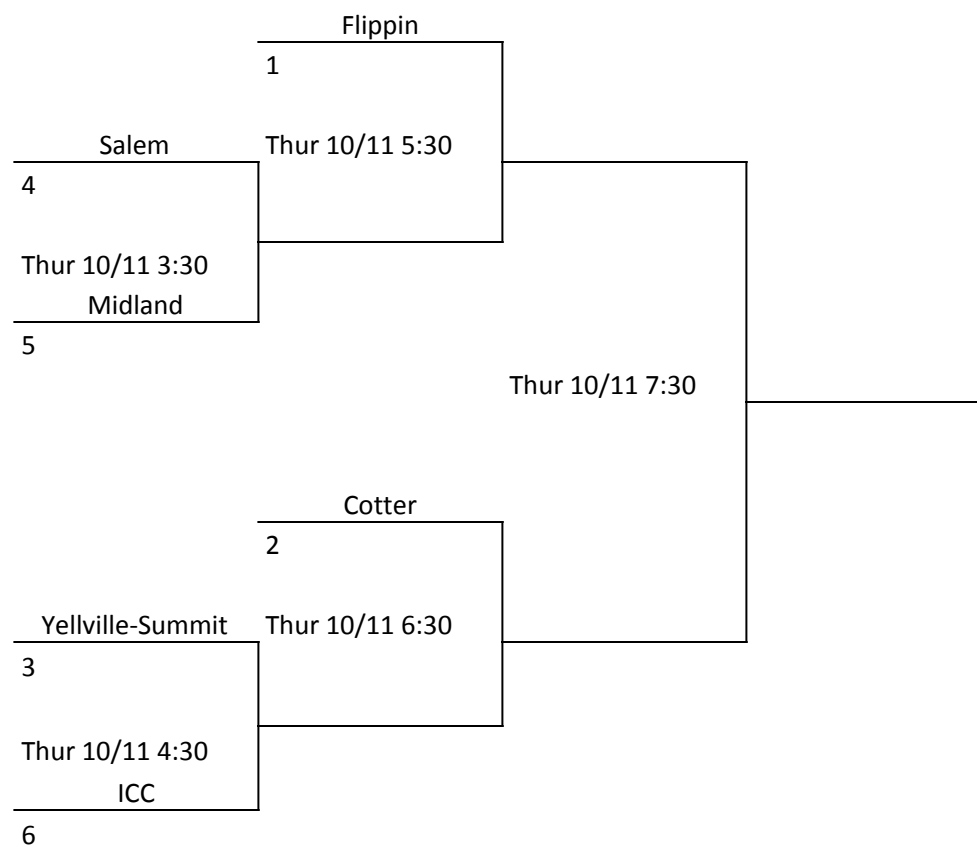 Flippin
1
Salem
Thur 10/11 5:30
4
Thur 10/11 3:30
Midland
5
Thur 10/11 7:30
Cotter
2
Yellville-Summit
Thur 10/11 6:30
3
Thur 10/11 4:30
ICC
6